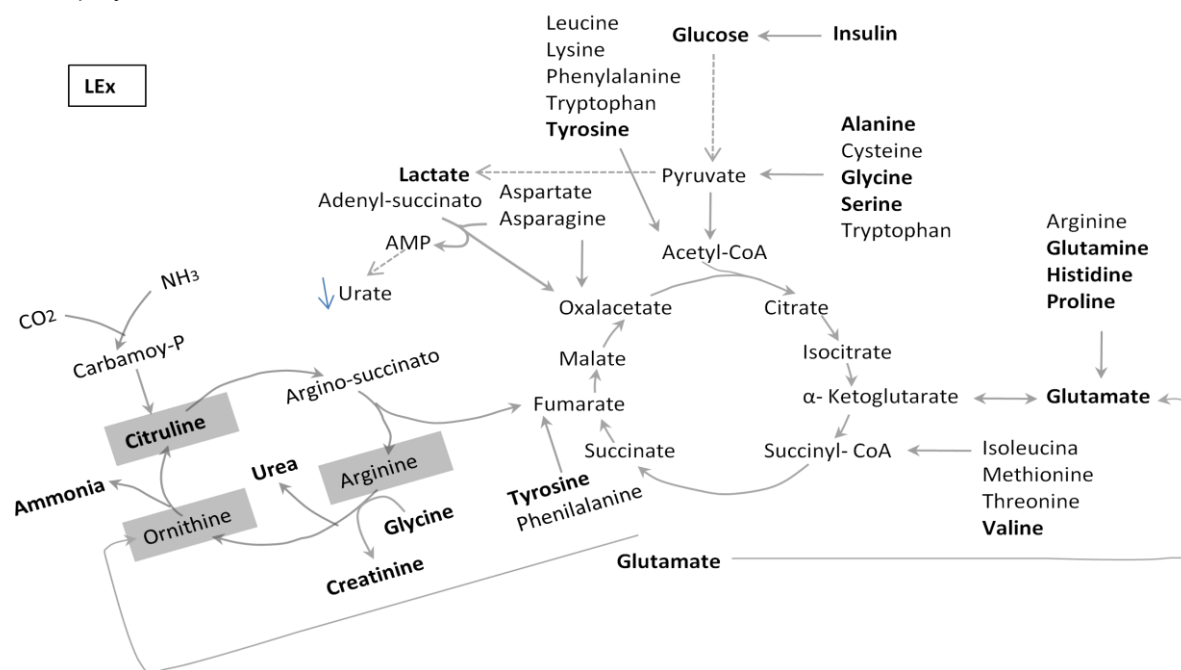 Leucine
Lysine
Phenylalanine
Tryptophan
Tyrosine
Glucose
Insulin
LEx
Alanine
Cysteine
Glycine
Serine
Tryptophan
Lactate
Pyruvate
Adenyl-succinato
Aspartate
Asparagine
AMP
Urate
Acetyl-CoA
Arginine
Glutamine
Histidine
Proline
NH3
CO2
Carbamoy-P
Oxalacetate
Citrate
Malate
Isocitrate
Argino-succinato
Fumarate
α- Ketoglutarate
Glutamate
Citruline
Succinate
Succinyl- CoA
Isoleucina
Methionine
Threonine
Valine
Urea
Arginine
Tyrosine
Phenilalanine
Ammonia
Ornithine
Glycine
Creatinine
Glutamate